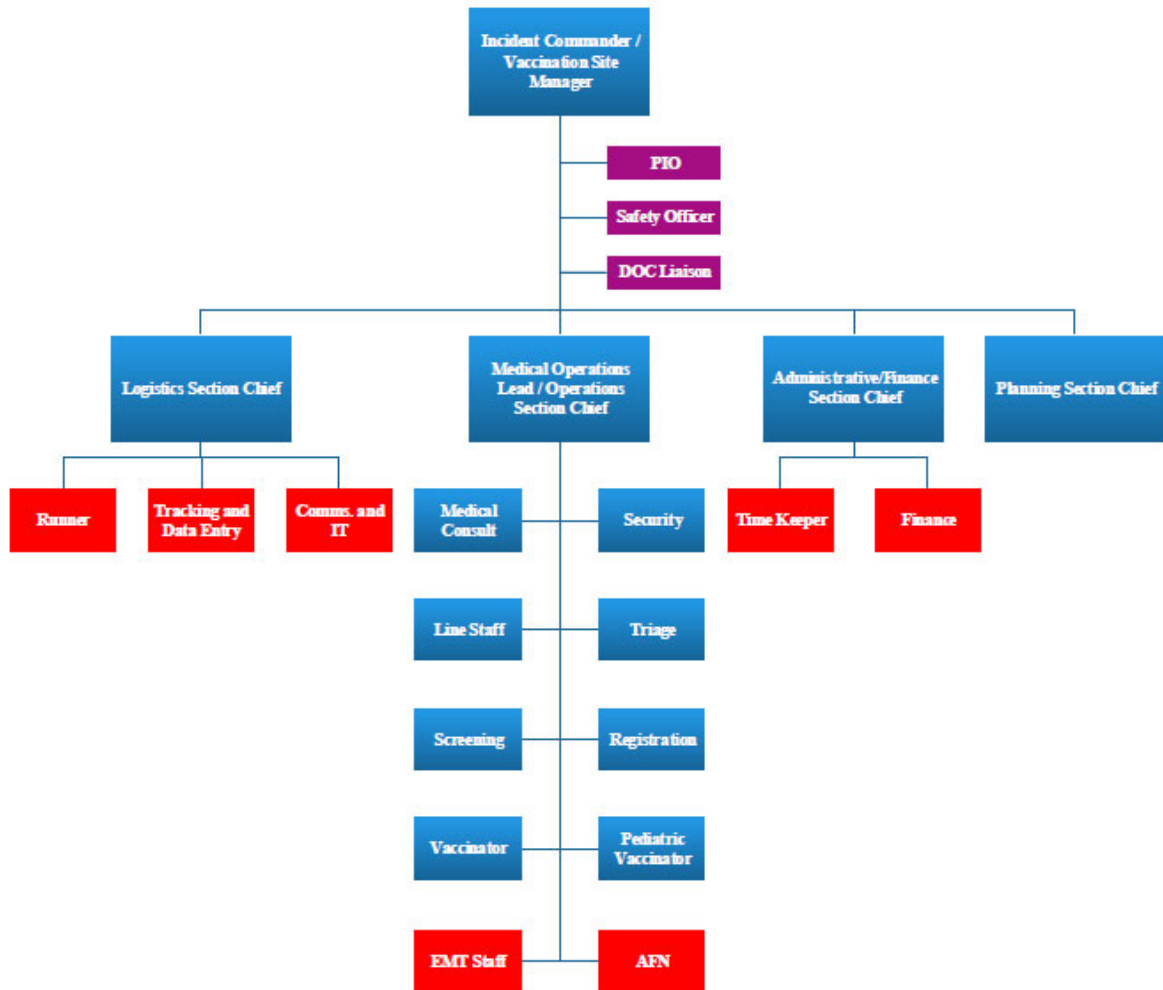 Incident Commander /
Vaccination Site
Manager
PIO
Safety Officer
DOC Liaison
Logistics Section Chief
Medical Operations
Lead / Operations
Section Chief
Administrative/Finance
Section Chief
Planning Section Chief
Runner
Tracking and
Data Entry
Comms. and
IT
Medical
Consult
Security
Time Keeper
Finance
Line Staff
Triage
Screening
Registration
Vaccinator
Pediatric
Vaccinator
EMT Staff
AFN